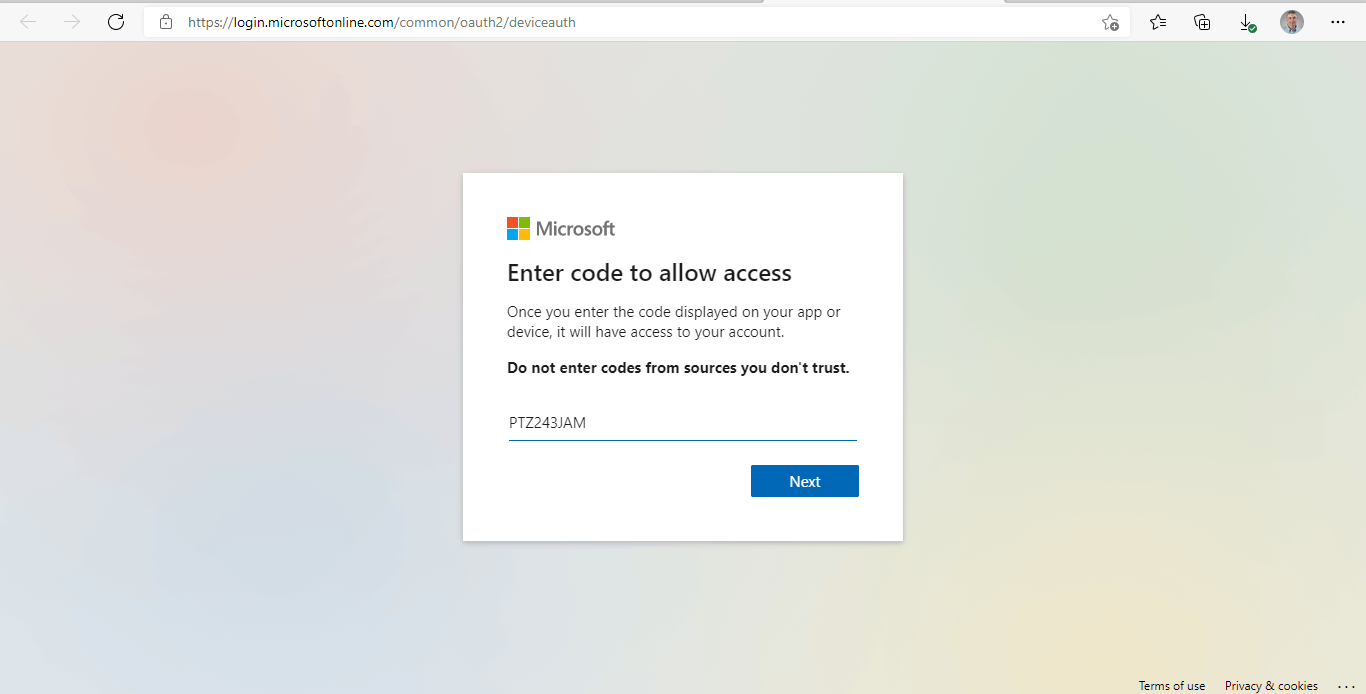 https://login.microsoftonline.com/common/oauth2/deviceauth
Microsoft
Enter code to allow access
Once you enter the code displayed on your app or
device, it will have access to your account.
Do not enter codes from sources you don't trust.
PTZ243JAM
Next
Terms of use Privacy & cookies ...